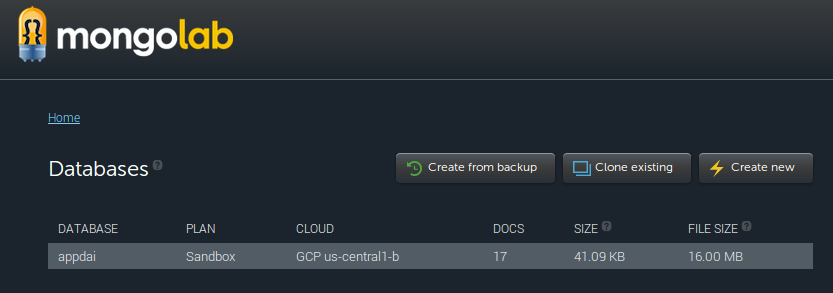 mongolab
Home
Databases ?
Create from backup
Clone existing
Create new
DATABASE PLAN CLOUD DOCS SIZE ? FILE SIZE ?
appdai Sandbox GCP us-central1-b 17 41.09 KB 16.00 MB